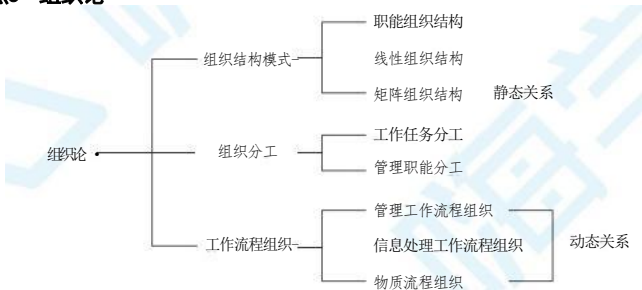 职能组织结构
组织结构模式
线性组织结构
矩阵组织结构 静态关系
工作任务分工
组织论 组织分工
管理职能分工
管理工作流程组织
工作流程组织 信息处理工作流程组织 动态关系
物质流程组织